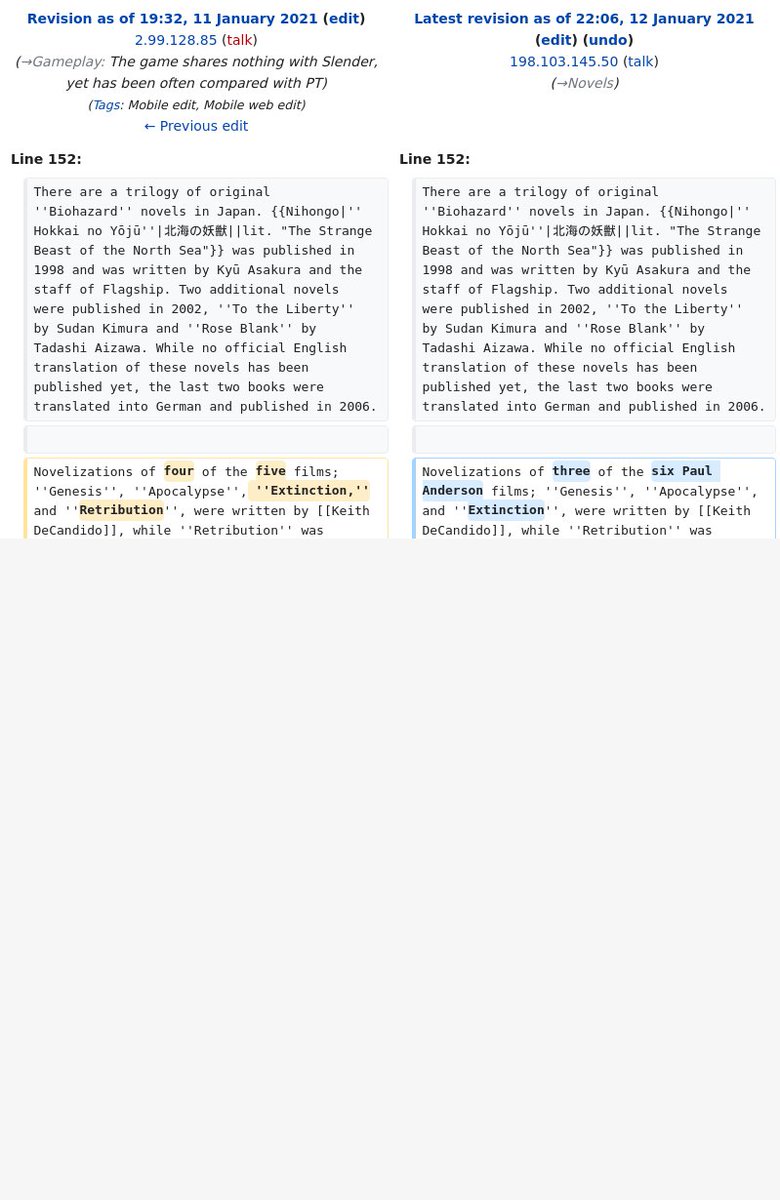 Revision as of 19:32, 11 January 2021 (edit)
2.99.128.85 (talk)
(→Gameplay: The game shares nothing with Slender,
yet has been often compared with PT)
(Tags: Mobile edit, Mobile web edit)
← Previous edit
Latest revision as of 22:06, 12 January 2021
(edit) (undo)
198.103.145.50 (talk)
(→Novels)
Line 152:
There are a trilogy of original
''Biohazard'' novels in Japan. {{Nihongo|''
Hokkai no Yōjū''|北海の妖獣||lit. "The Strange
Beast of the North Sea"}} was published in
1998 and was written by Kyū Asakura and the
staff of Flagship. Two additional novels
were published in 2002, ''To the Liberty''
by Sudan Kimura and ''Rose Blank'' by
Tadashi Aizawa. While no official English
translation of these novels has been
published yet, the last two books were
translated into German and published in 2006.
Novelizations of four of the five films;
''Genesis'', ''Apocalypse'', ''Extinction,''
and ''Retribution'', were written by [[Keith
DeCandido]], while ''Retribution'' was
Line 152:
There are a trilogy of original
''Biohazard'' novels in Japan. {{Nihongo|''
Hokkai no Yōjū''|北海の妖獣||lit. "The Strange
Beast of the North Sea"}} was published in
1998 and was written by Kyū Asakura and the
staff of Flagship. Two additional novels
were published in 2002, ''To the Liberty''
by Sudan Kimura and ''Rose Blank'' by
Tadashi Aizawa. While no official English
translation of these novels has been
published yet, the last two books were
translated into German and published in 2006.
Novelizations of three of the six Paul
Anderson films; ''Genesis'', ''Apocalypse'',
and ''Extinction'', were written by [[Keith
DeCandido]], while ''Retribution'' was